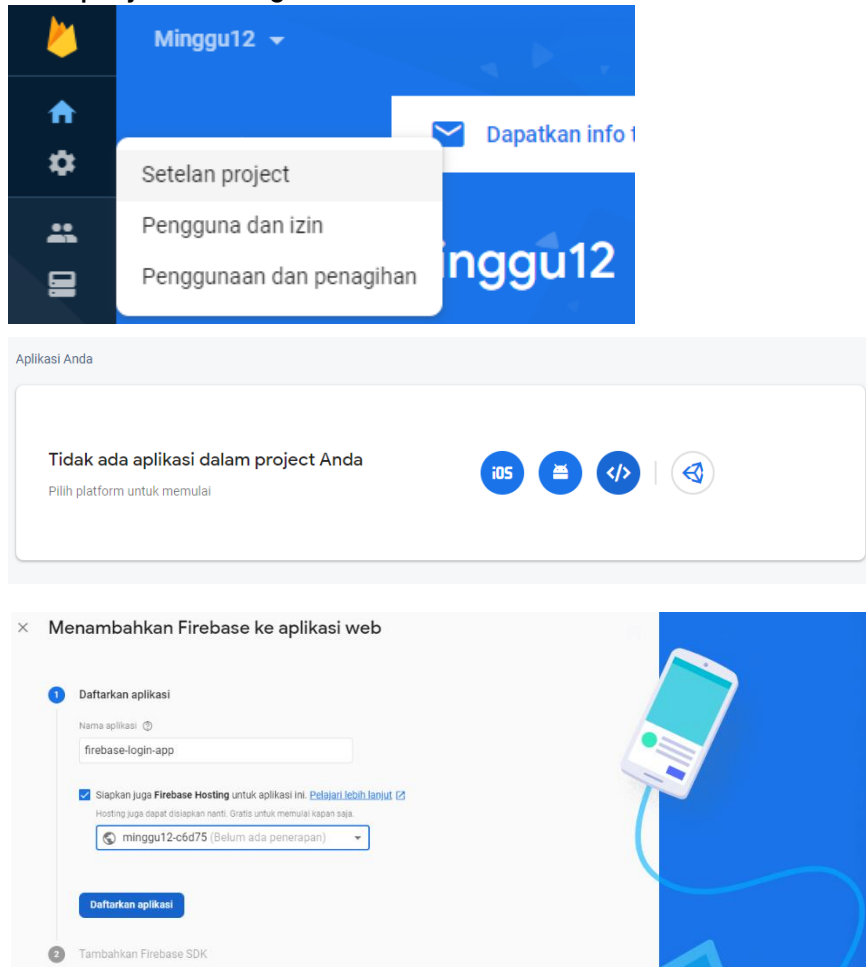 Minggu12
Dapatkan info t
Setelan project
Pengguna dan izin
Penggunaan dan penagihan
inggu12
Aplikasi Anda
Tidak ada aplikasi dalam project Anda
Pilih platform untuk memulai
iOS
</>
Menambahkan Firebase ke aplikasi web
1 Daftarkan aplikasi
Nama aplikasi
firebase-login-app
Siapkan juga Firebase Hosting untuk aplikasi ini. Pelajari lebih lanjut
Hosting juga dapat disiapkan nanti. Gratis untuk memulai kapan saja.
minggu12-c6d75 (Belum ada penerapan)
Daftarkan aplikasi
2 Tambahkan Firebase SDK